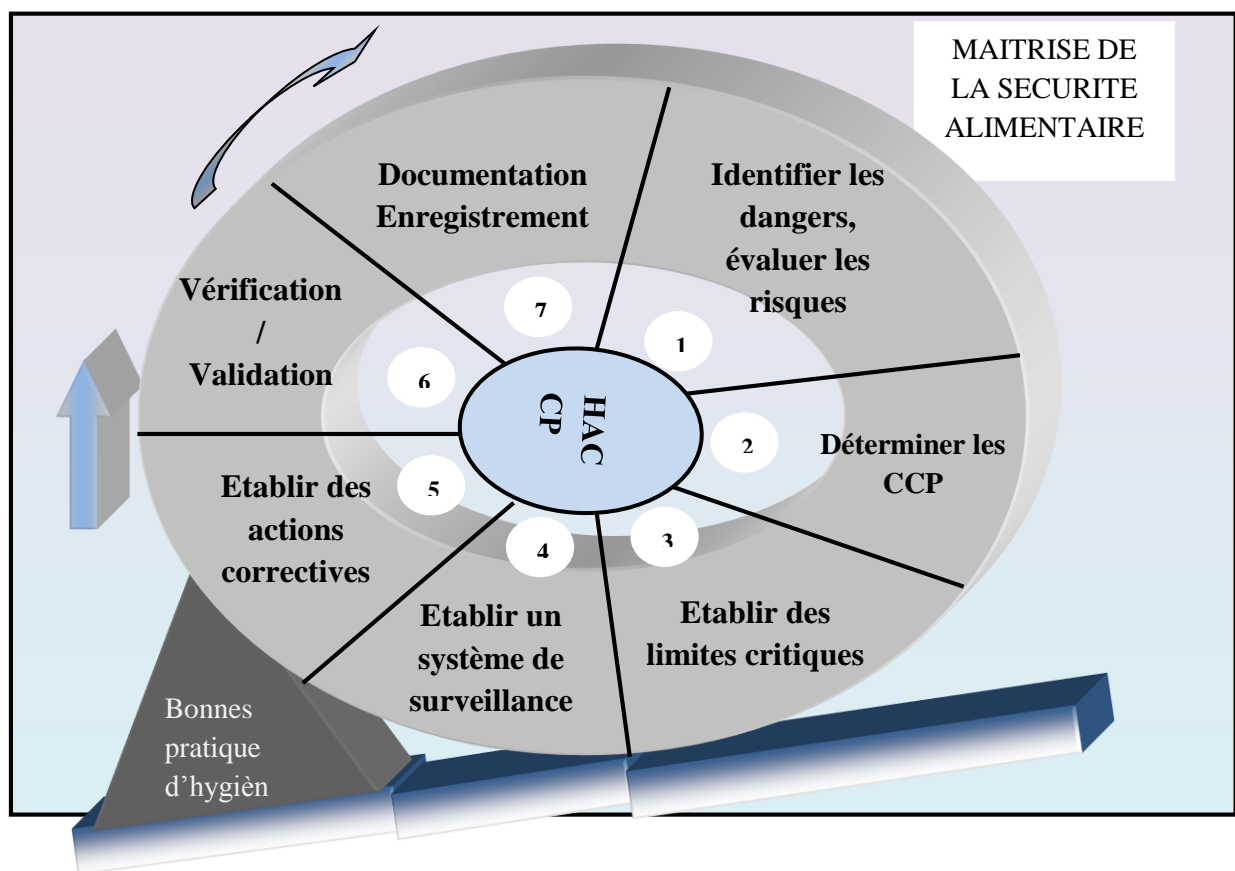 MAITRISE DE
LA SECURITE
ALIMENTAIRE
Documentation
Enregistrement
Identifier les
dangers,
évaluer les
risques
Vérification
/
Validation
7
1
6
HAC
CP
2
Déterminer les
CCP
5
Etablir des
actions
correctives
4
3
Etablir un
système de
surveillance
Etablir des
limites critiques
Bonnes
pratique
d’hygièn